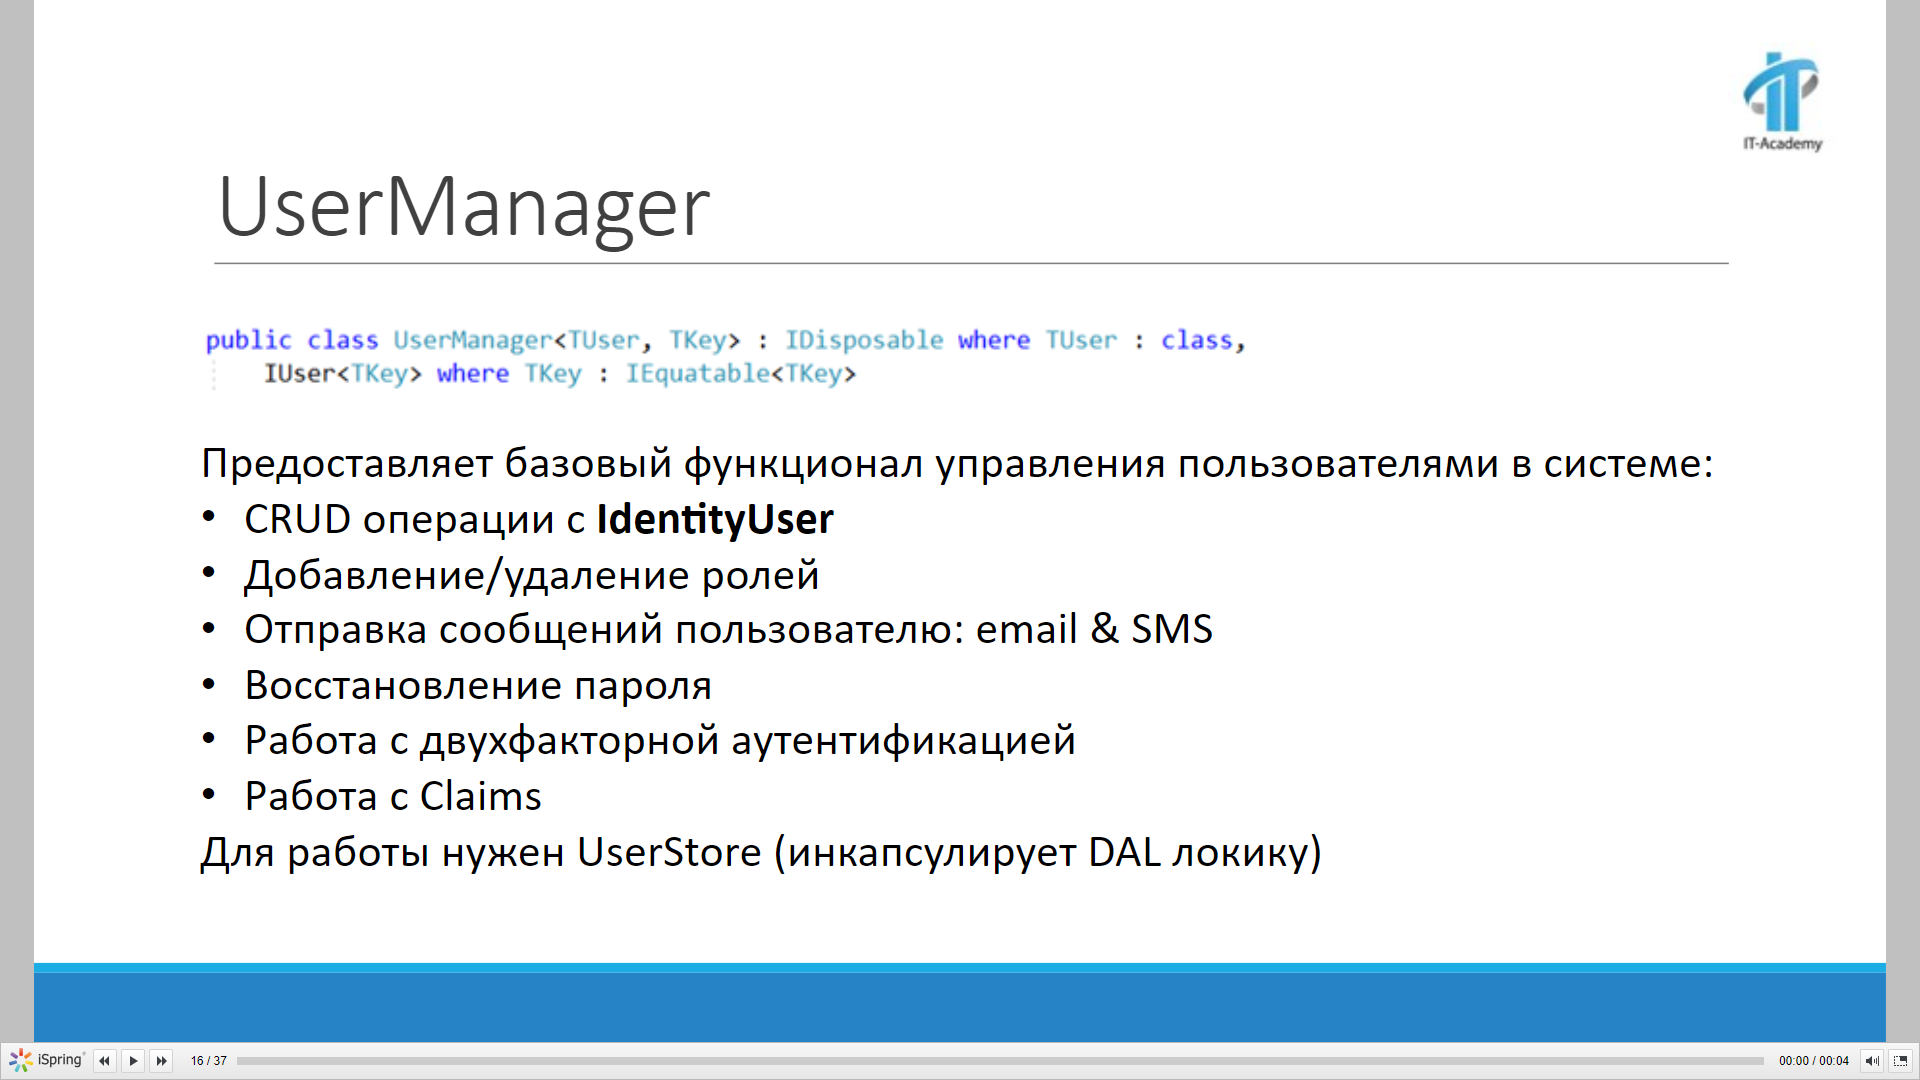 IT-Academy
UserManager
public class UserManager<TUser, TKey> : IDisposable where TUser : class,
IUser<TKey> where TKey : IEquatable<TKey>
Предоставляет базовый функционал управления пользователями в системе:
• CRUD операции с IdentityUser
• Добавление/удаление ролей
• Отправка сообщений пользователю: email & SMS
• Восстановление пароля
• Работа с двухфакторной аутентификацией
• Работа с Claims
Для работы нужен UserStore (инкапсулирует DAL локику)
iSpring 16 / 37 00:00 / 00:04